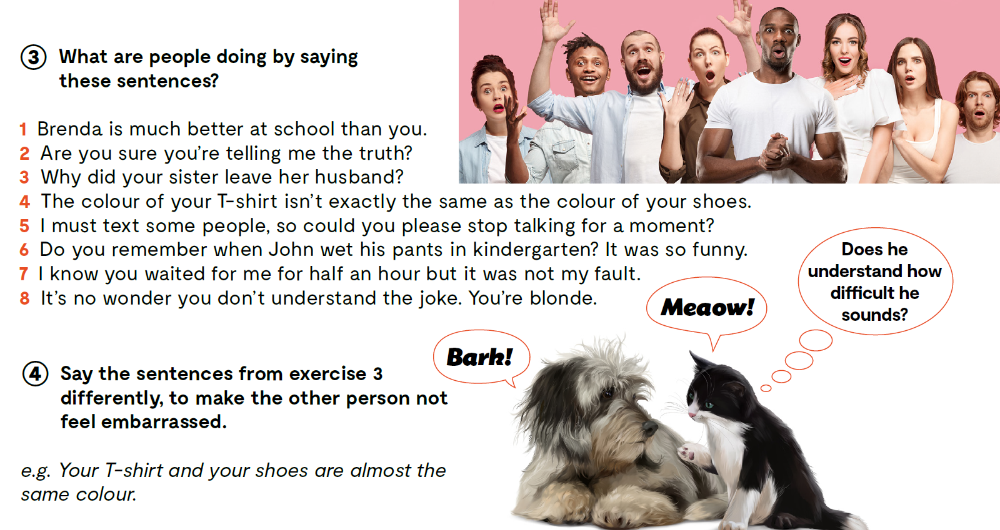 3 What are people doing by saying
these sentences?
1 Brenda is much better at school than you.
2 Are you sure you're telling me the truth?
3 Why did your sister leave her husband?
4 The colour of your T-shirt isn't exactly the same as the colour of your shoes.
5 I must text some people, so could you please stop talking for a moment?
6 Do you remember when John wet his pants in kindergarten? It was so funny.
7 I know you waited for me for half an hour but it was not my fault.
8 It's no wonder you don't understand the joke. You're blonde.
4 Say the sentences from exercise 3
differently, to make the other person not
feel embarrassed.
e.g. Your T-shirt and your shoes are almost the
same colour.
Bark!
Meaow!
Does he
understand how
difficult he
sounds?